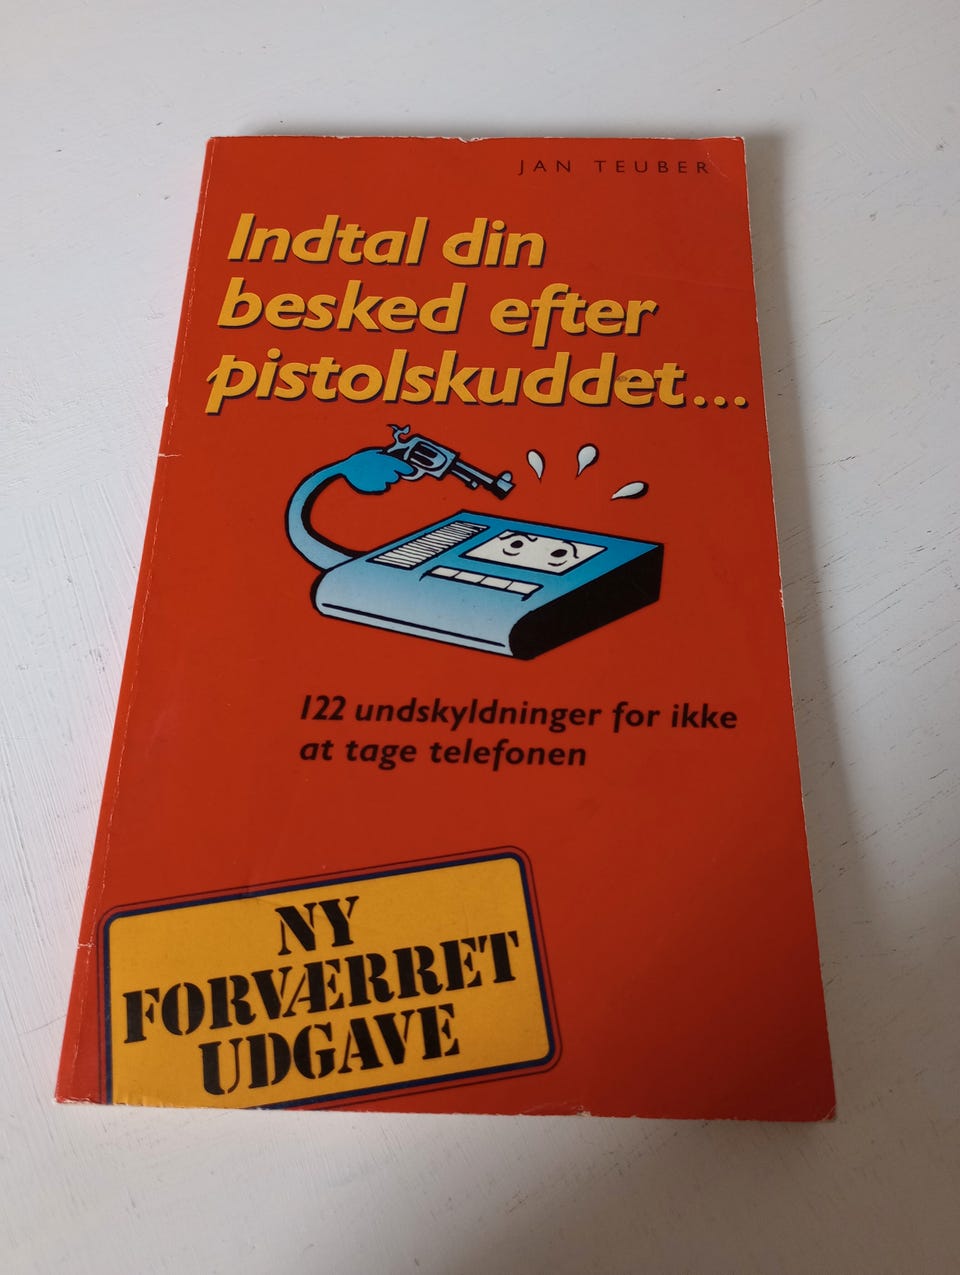 JAN TEUBER
Indtal din
besked efter
pistolskuddet...
122 undskyldninger for ikke
at tage telefonen
NY
FORVÆRRET
UDGAVE